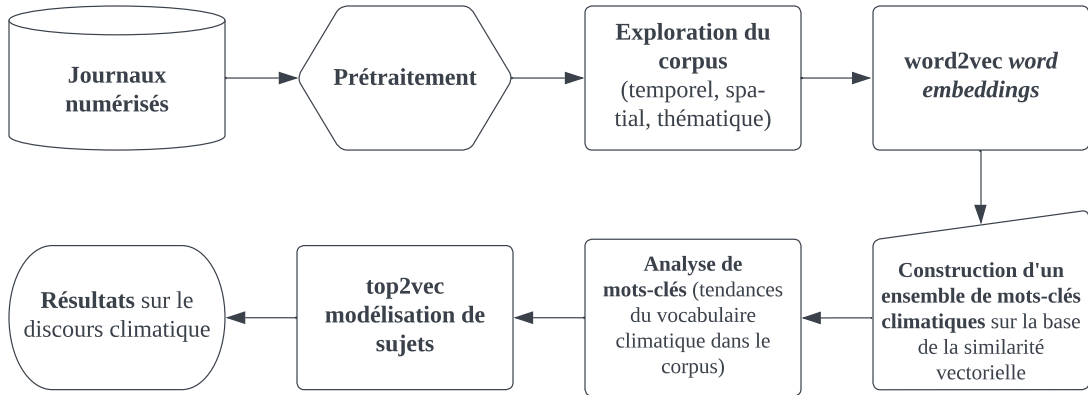 Journaux
numérisés
Prétraitement
Exploration du
corpus
(temporel, spa-
tial, thématique)
word2vec word
embeddings
Construction d'un
ensemble de mots-clés
climatiques sur la base
de la similarité
vectorielle
Analyse de
mots-clés (tendances
du vocabulaire
climatique dans le
corpus)
top2vec
modélisation de
sujets
Résultats sur le
discours climatique